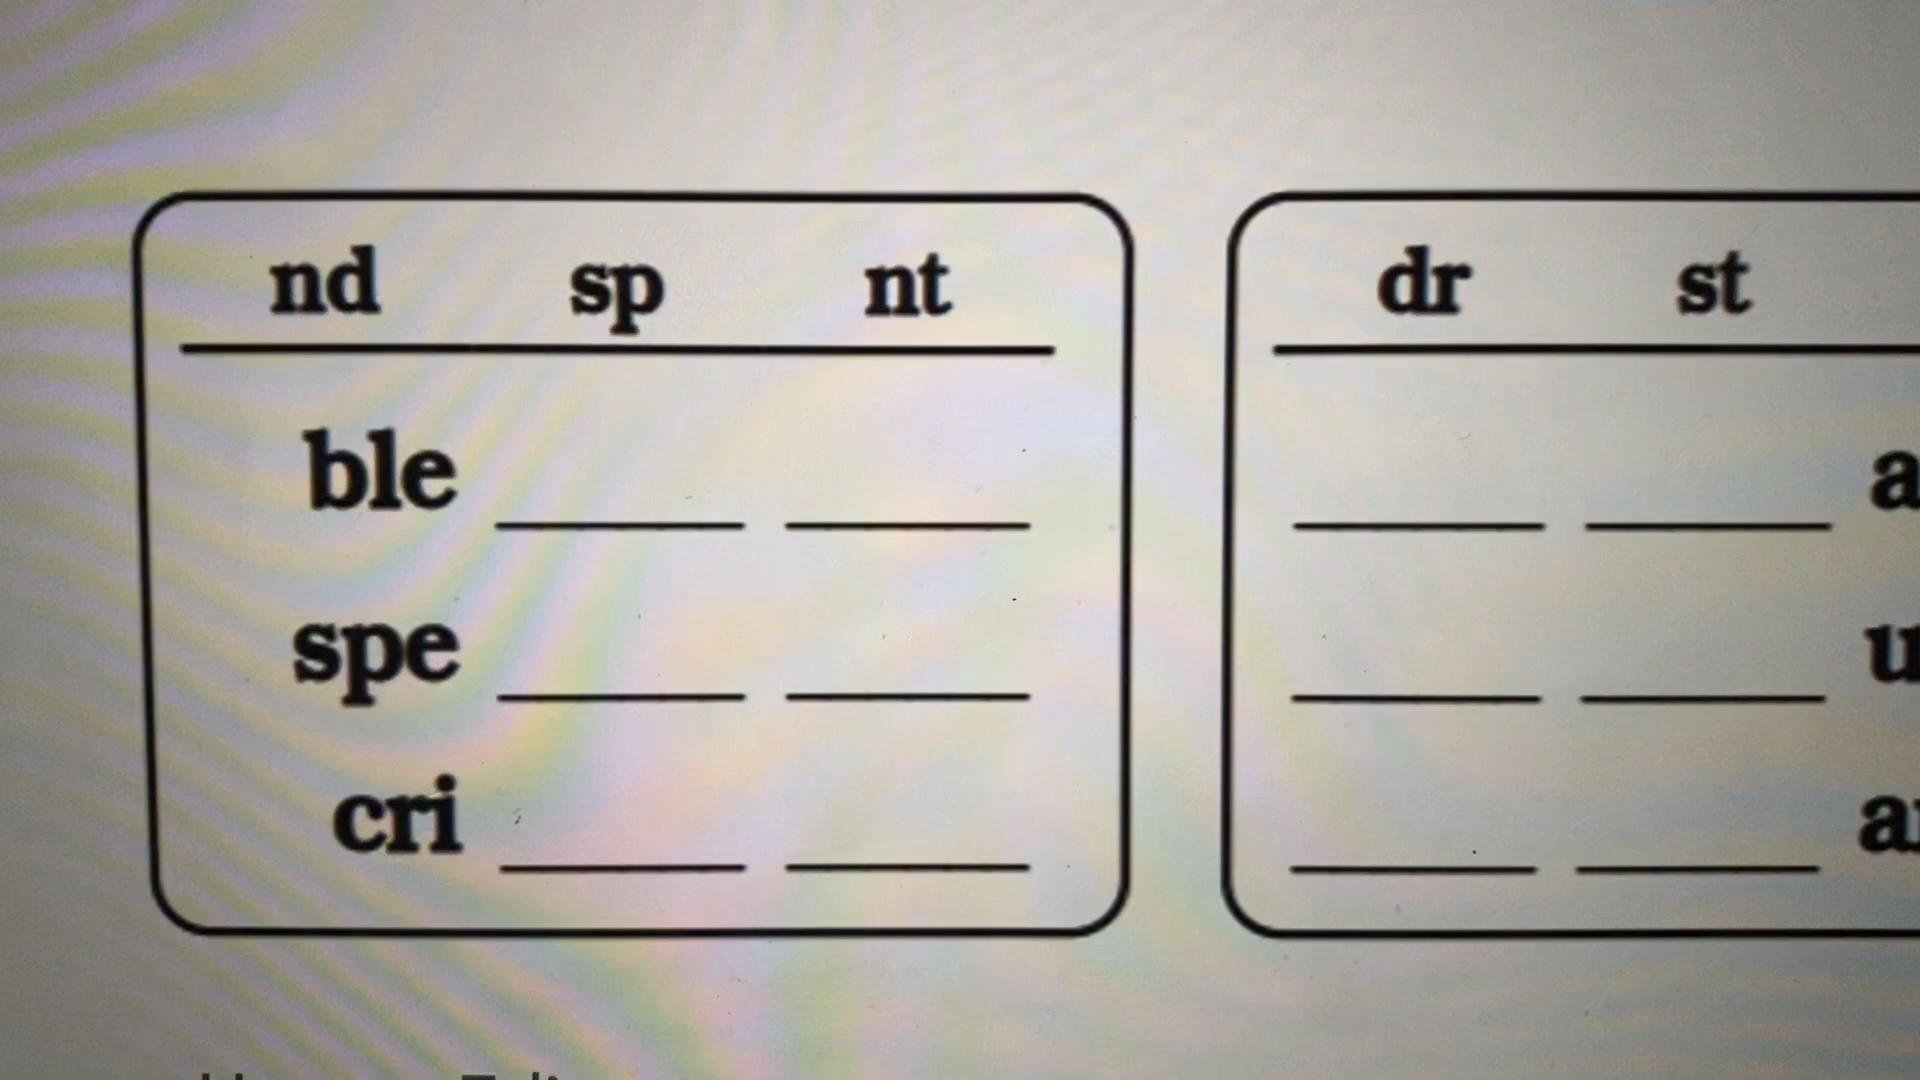 nd sp nt
ble
spe
cri
dr st